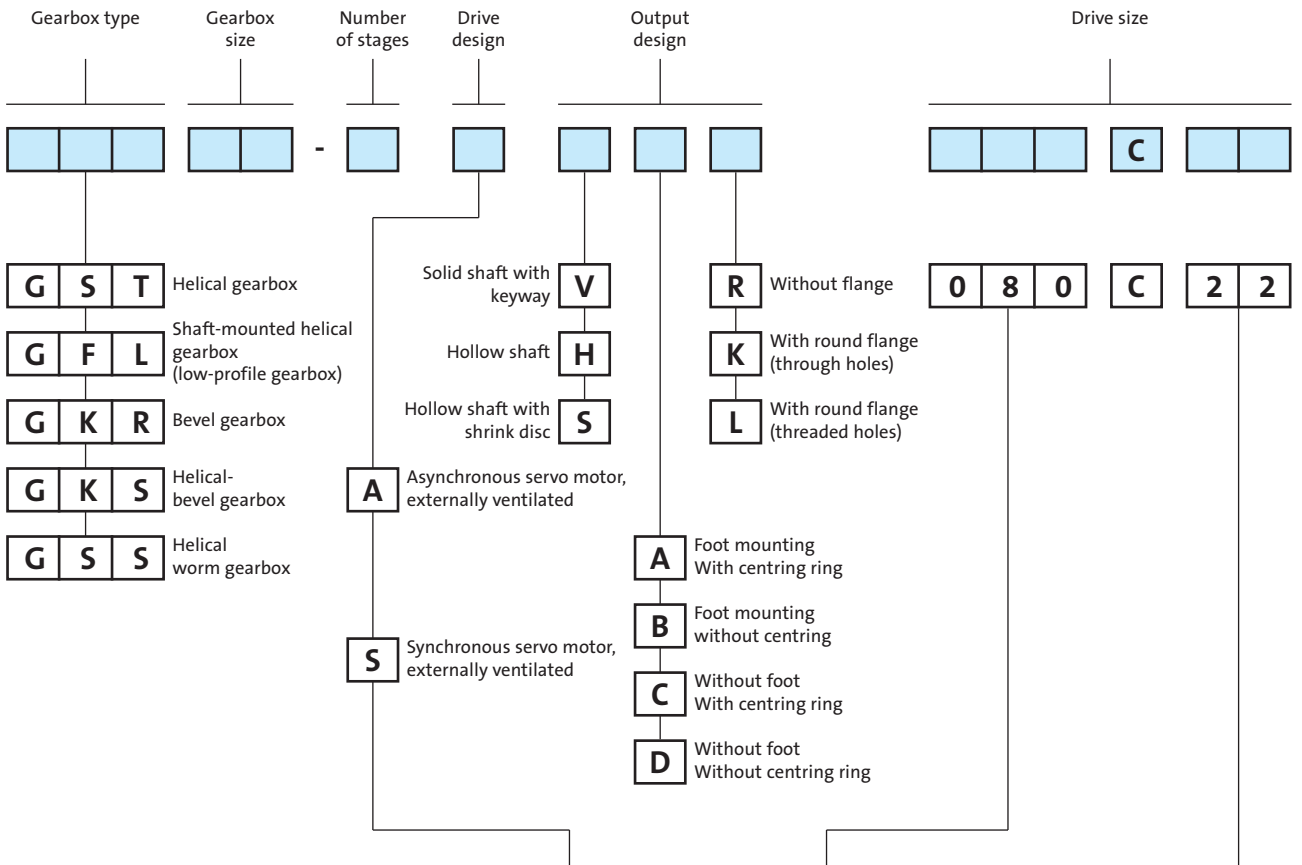 Gearbox type
Gearbox
size
Number
of stages
Drive
design
Output
design
Drive size
-
C
G S T
Helical gearbox
G F L
Shaft-mounted helical
gearbox
(low-profile gearbox)
G K R
Bevel gearbox
G K S
Helical-
bevel gearbox
G S S
Helical
worm gearbox
A
Asynchronous servo motor,
externally ventilated
S
Synchronous servo motor,
externally ventilated
Solid shaft with
keyway
V
Hollow shaft
H
Hollow shaft with
shrink disc
S
A
Foot mounting
With centring ring
B
Foot mounting
without centring
C
Without foot
With centring ring
D
Without foot
Without centring ring
R
Without flange
K
With round flange
(through holes)
L
With round flange
(threaded holes)
0 8 0 C 2 2